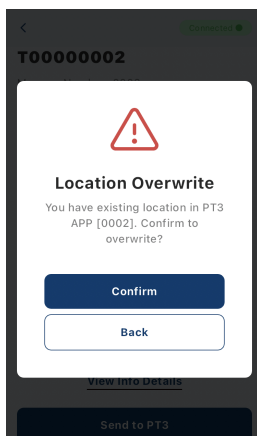 Connected
T00000002
Location Overwrite
You have existing location in PT3
APP [0002]. Confirm to
overwrite?
Confirm
Back
View Info Details
Send to PT3